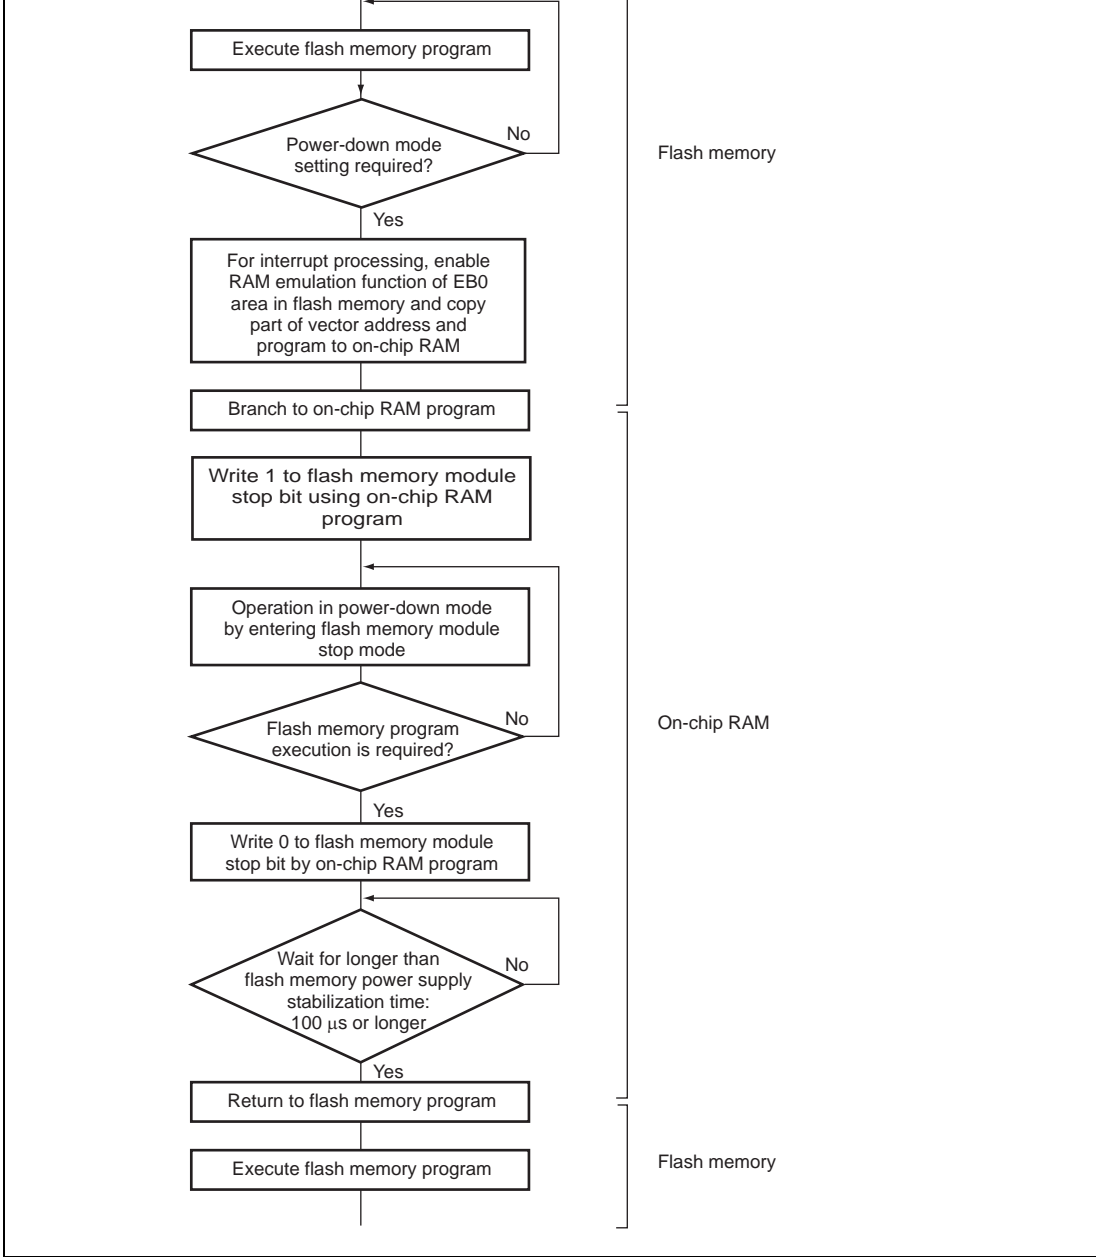 Execute flash memory program
No
Power-down mode
setting required?
Flash memory
Yes
For interrupt processing, enable
RAM emulation function of EB0
area in flash memory and copy
part of vector address and
program to on-chip RAM
Branch to on-chip RAM program
Write 1 to flash memory module
stop bit using on-chip RAM
program
Operation in power-down mode
by entering flash memory module
stop mode
No
Flash memory program
execution is required?
On-chip RAM
Yes
Write 0 to flash memory module
stop bit by on-chip RAM program
Wait for longer than
flash memory power supply
stabilization time:
100 μs or longer
No
Yes
Return to flash memory program
Execute flash memory program
Flash memory